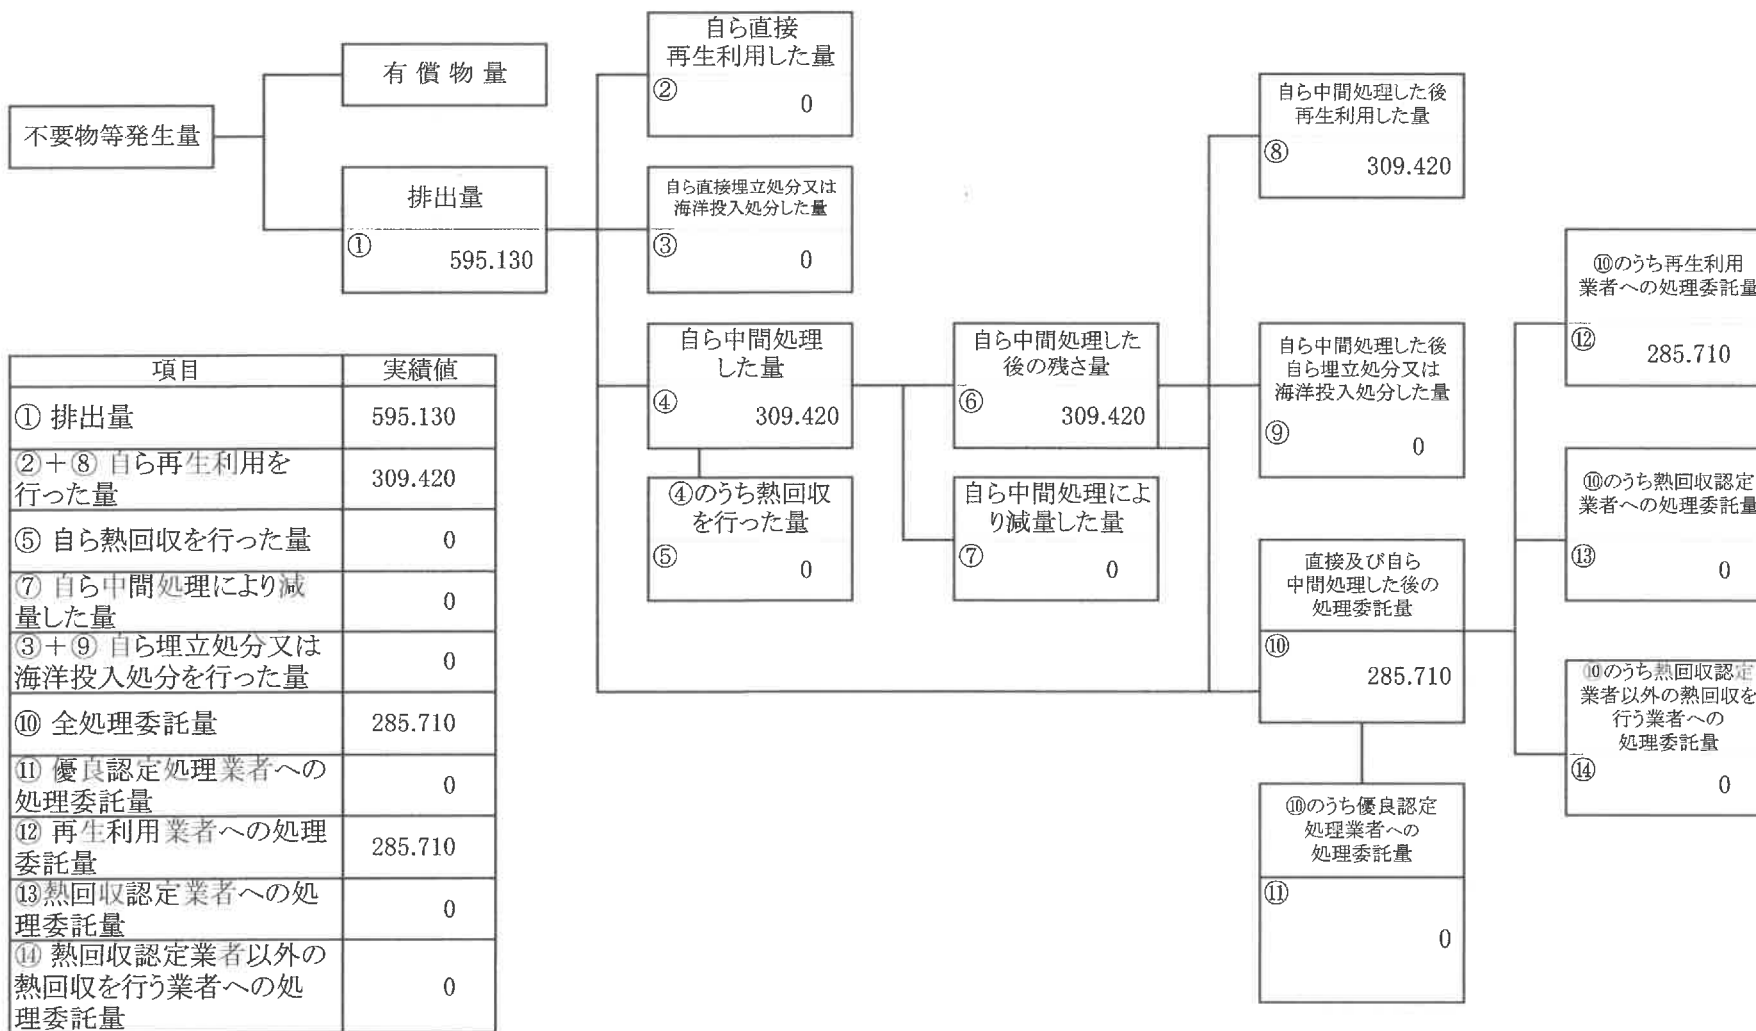 不要物等発生量
有償物量
排出量
①
595.130
自ら直接
再生利用した量
②
0
自ら直接埋立処分又は
海洋投入処分した量
③
0
自ら中間処理
した量
④
309.420
④のうち熱回収
を行った量
⑤
0
自ら中間処理した
後の残さ量
⑥
309.420
自ら中間処理によ
り減量した量
⑦
0
自ら中間処理した後
再生利用した量
⑧
309.420
自ら中間処理した後
自ら埋立処分又は
海洋投入処分した量
⑨
0
直接及び自ら
中間処理した後の
処理委託量
⑩
285.710
⑩のうち優良認定
処理業者への
処理委託量
⑪
0
⑩のうち再生利用
業者への処理委託量
⑫
285.710
⑩のうち熱回収認定
業者への処理委託量
⑬
0
⑩のうち熱回収認定
業者以外の熱回収を
行う業者への
処理委託量
⑭
0
項目 実績値
① 排出量 595.130
②＋⑧ 自ら再生利用を
行った量 309.420
⑤ 自ら熱回収を行った量 0
⑦ 自ら中間処理により減
量した量 0
③＋⑨ 自ら埋立処分又は
海洋投入処分を行った量 0
⑩ 全処理委託量 285.710
⑪ 優良認定処理業者への
処理委託量 0
⑫ 再生利用業者への処理
委託量 285.710
⑬熱回収認定業者への処
理委託量 0
⑭ 熱回収認定業者以外の
熱回収を行う業者への処
理委託量 0